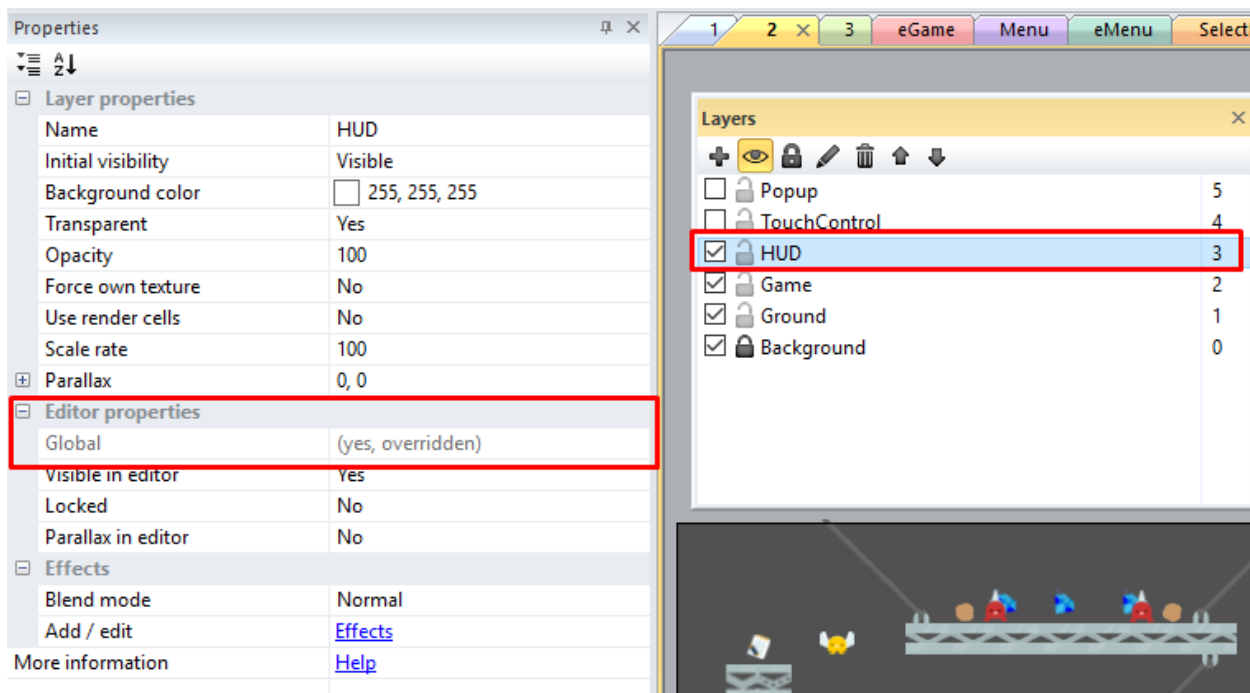 Properties
Layer properties
Name HUD
Initial visibility Visible
Background color 255, 255, 255
Transparent Yes
Opacity 100
Force own texture No
Use render cells No
Scale rate 100
Parallax 0, 0
Editor properties
Global (yes, overridden)
Visible in editor Yes
Locked No
Parallax in editor No
Effects
Blend mode Normal
Add / edit Effects
More information Help
1 2 3 eGame Menu eMenu Selecti
Layers
Popup 5
TouchControl 4
HUD 3
Game 2
Ground 1
Background 0